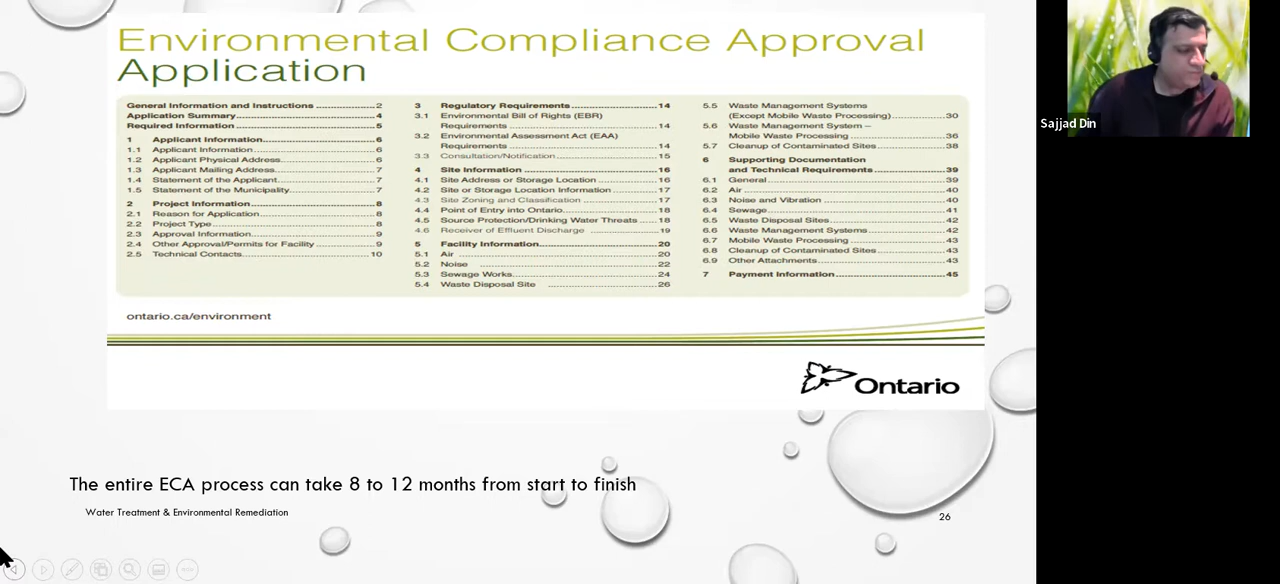 Environmental Compliance Approval
Application
General Information and Instructions 2
Application Summary 4
Required Information 5
1 Applicant Information 6
1.1 Applicant Information 6
1.2 Applicant Physical Address 6
1.3 Applicant Mailing Address 7
1.4 Statement of the Applicant 7
1.5 Statement of the Municipality 7
2 Project Information 8
2.1 Reason for Application 8
2.2 Project Type 8
2.3 Approval Information 9
2.4 Other Approval/Permits for Facility 9
2.5 Technical Contacts 10
3 Regulatory Requirements 14
3.1 Environmental Bill of Rights (EBR)
Requirements 14
3.2 Environmental Assessment Act (EAA)
Requirements 14
3.3 Consultation/Notification 15
4 Site Information 16
4.1 Site Address or Storage Location 16
4.2 Site or Storage Location Information 17
4.3 Site Zoning and Classification 17
4.4 Point of Entry into Ontario 18
4.5 Source Protection/Drinking Water Threats 18
4.6 Receiver of Effluent Discharge 19
5 Facility Information 20
5.1 Air 20
5.2 Noise 22
5.3 Sewage Works 24
5.4 Waste Disposal Site 26
5.5 Waste Management Systems
(Except Mobile Waste Processing) 30
5.6 Waste Management System –
Mobile Waste Processing 36
5.7 Cleanup of Contaminated Sites 38
6 Supporting Documentation
and Technical Requirements 39
6.1 General 39
6.2 Air 40
6.3 Noise and Vibration 40
6.4 Sewage 41
6.5 Waste Disposal Sites 42
6.6 Waste Management Systems 42
6.7 Mobile Waste Processing 43
6.8 Cleanup of Contaminated Sites 43
6.9 Other Attachments 43
7 Payment Information 45
ontario.ca/environment
Ontario
The entire ECA process can take 8 to 12 months from start to finish
Water Treatment & Environmental Remediation
26
Sajjad Din